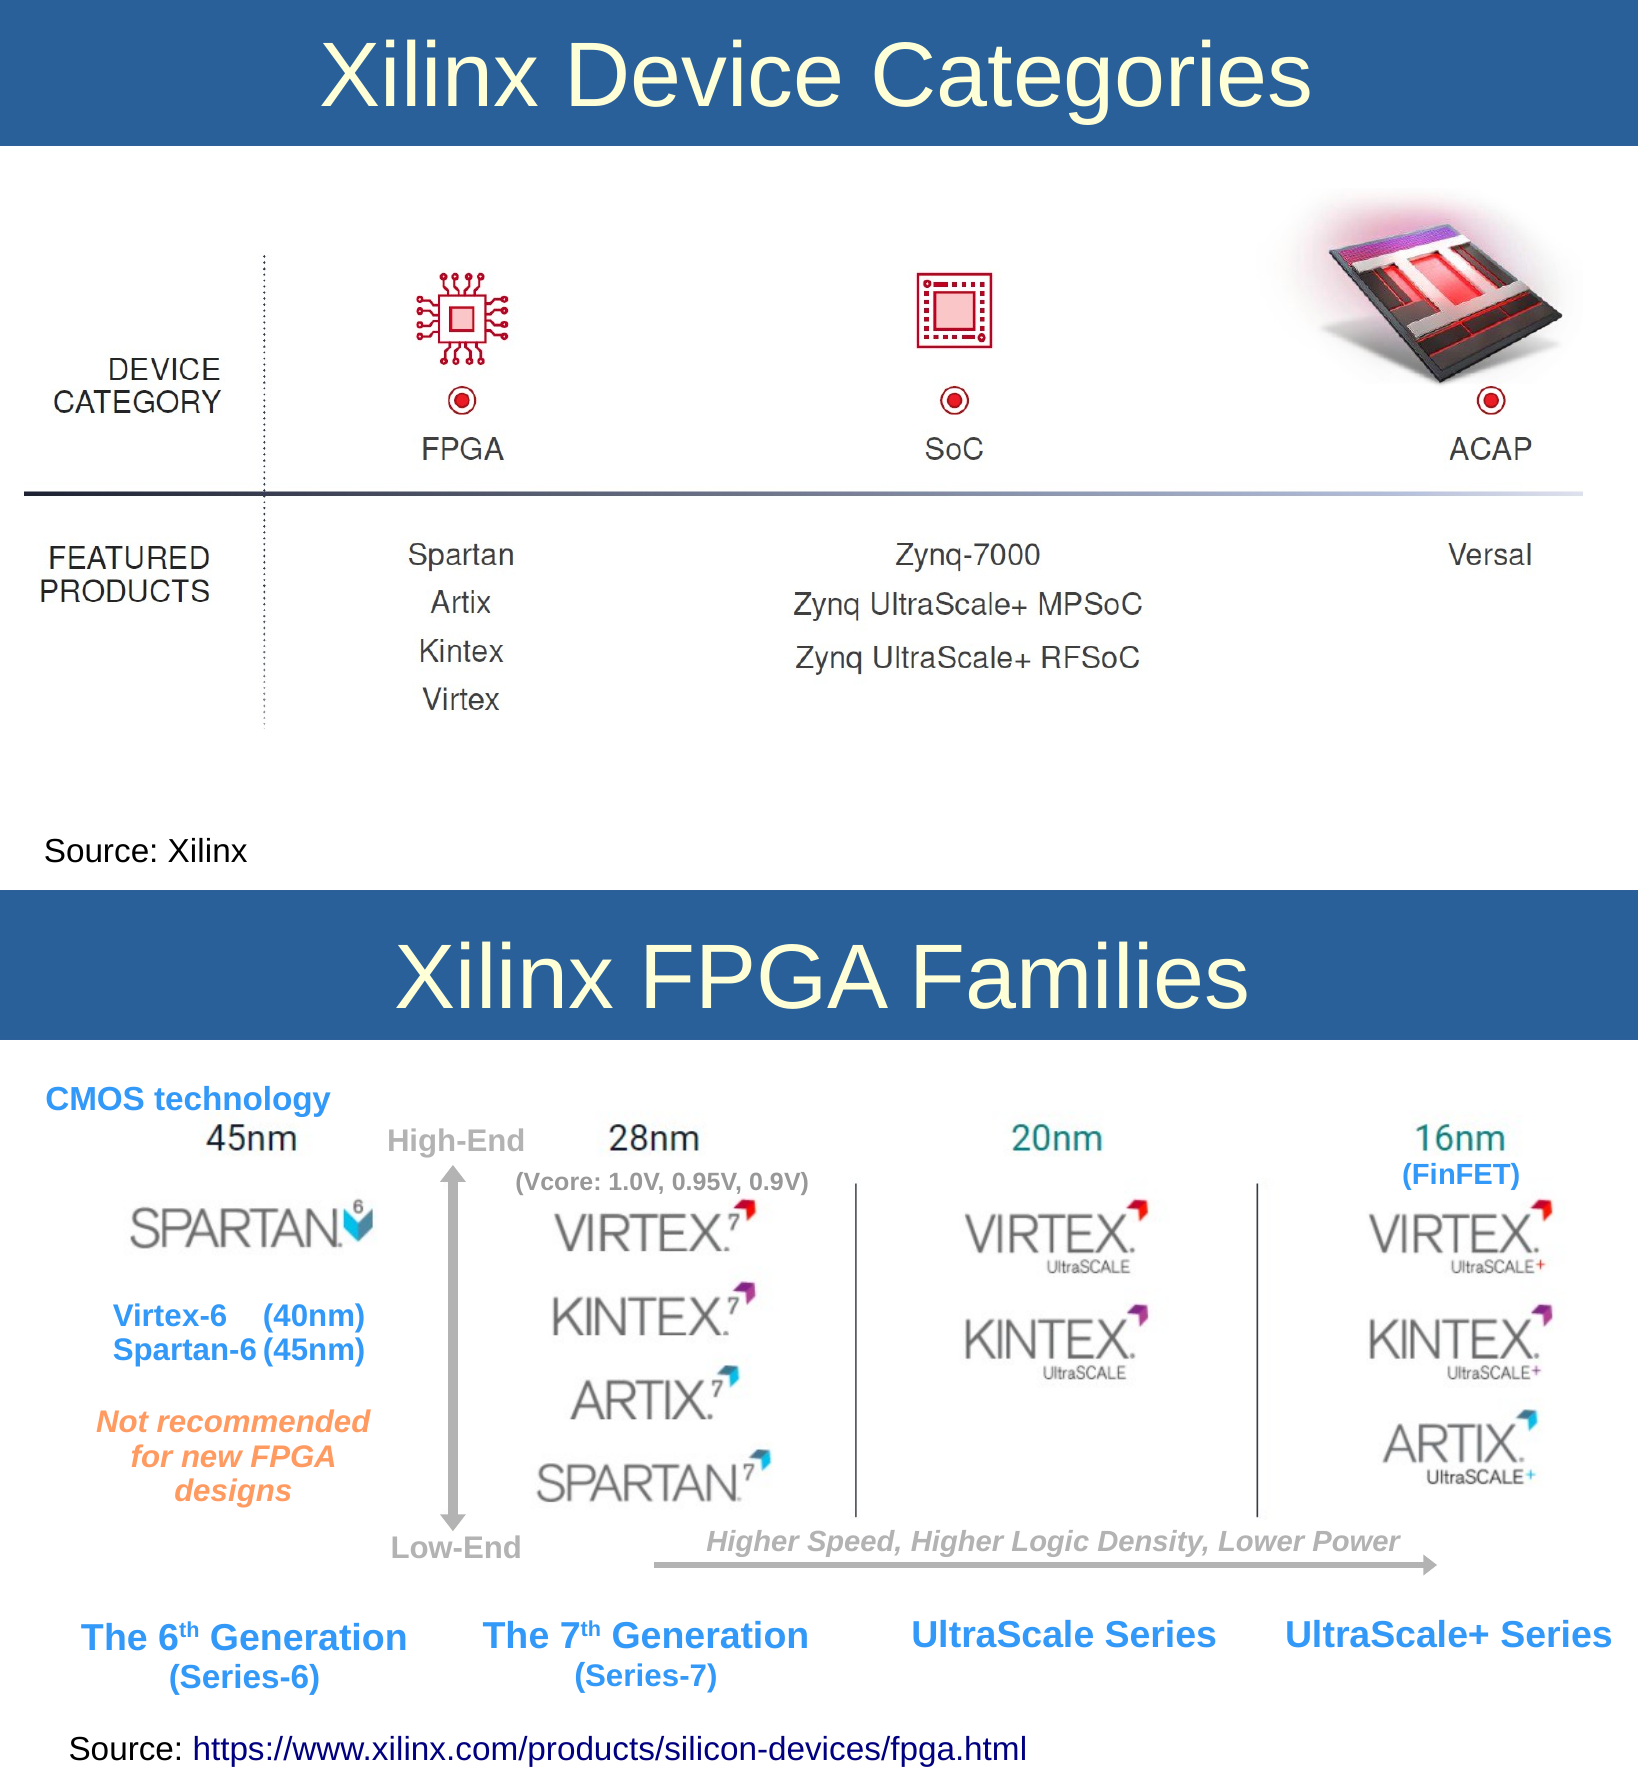 Xilinx Device Categories
DEVICE
CATEGORY
FPGA
SoC
ACAP
FEATURED
PRODUCTS
Spartan
Artix
Kintex
Virtex
Zynq-7000
Zynq UltraScale+ MPSoC
Zynq UltraScale+ RFSoC
Versal
Source: Xilinx
Xilinx FPGA Families
CMOS technology
45nm
SPARTAN.6
Virtex-6 (40nm)
Spartan-6 (45nm)
Not recommended
for new FPGA
designs
High-End
Low-End
28nm
(Vcore: 1.0V, 0.95V, 0.9V)
VIRTEX.7
KINTEX.7
ARTIX.7
SPARTAN.7
20nm
VIRTEX.
UltraSCALE
KINTEX.
UltraSCALE
16nm
(FinFET)
VIRTEX.
UltraSCALE+
KINTEX.
UltraSCALE+
ARTIX.
UltraSCALE+
Higher Speed, Higher Logic Density, Lower Power
The 6th Generation
(Series-6)
The 7th Generation
(Series-7)
UltraScale Series
UltraScale+ Series
Source: https://www.xilinx.com/products/silicon-devices/fpga.html